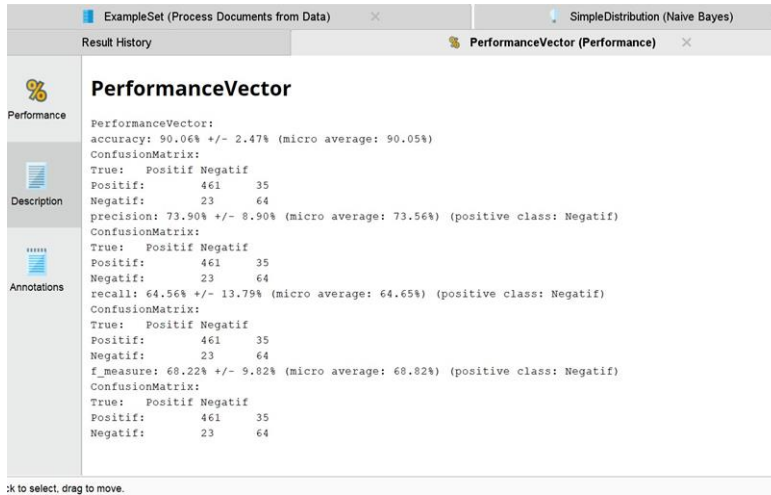 ExampleSet (Process Documents from Data)
SimpleDistribution (Naive Bayes)
Result History
PerformanceVector (Performance)
Performance
Description
Annotations
PerformanceVector
PerformanceVector:
accuracy: 90.06% +/- 2.47% (micro average: 90.05%)
ConfusionMatrix:
True: Positif Negatif
Positif: 461 35
Negatif: 23 64
precision: 73.90% +/- 8.90% (micro average: 73.56%) (positive class: Negatif)
ConfusionMatrix:
True: Positif Negatif
Positif: 461 35
Negatif: 23 64
recall: 64.56% +/- 13.79% (micro average: 64.65%) (positive class: Negatif)
ConfusionMatrix:
True: Positif Negatif
Positif: 461 35
Negatif: 23 64
f_measure: 68.22% +/- 9.82% (micro average: 68.82%) (positive class: Negatif)
ConfusionMatrix:
True: Positif Negatif
Positif: 461 35
Negatif: 23 64
ck to select, drag to move.